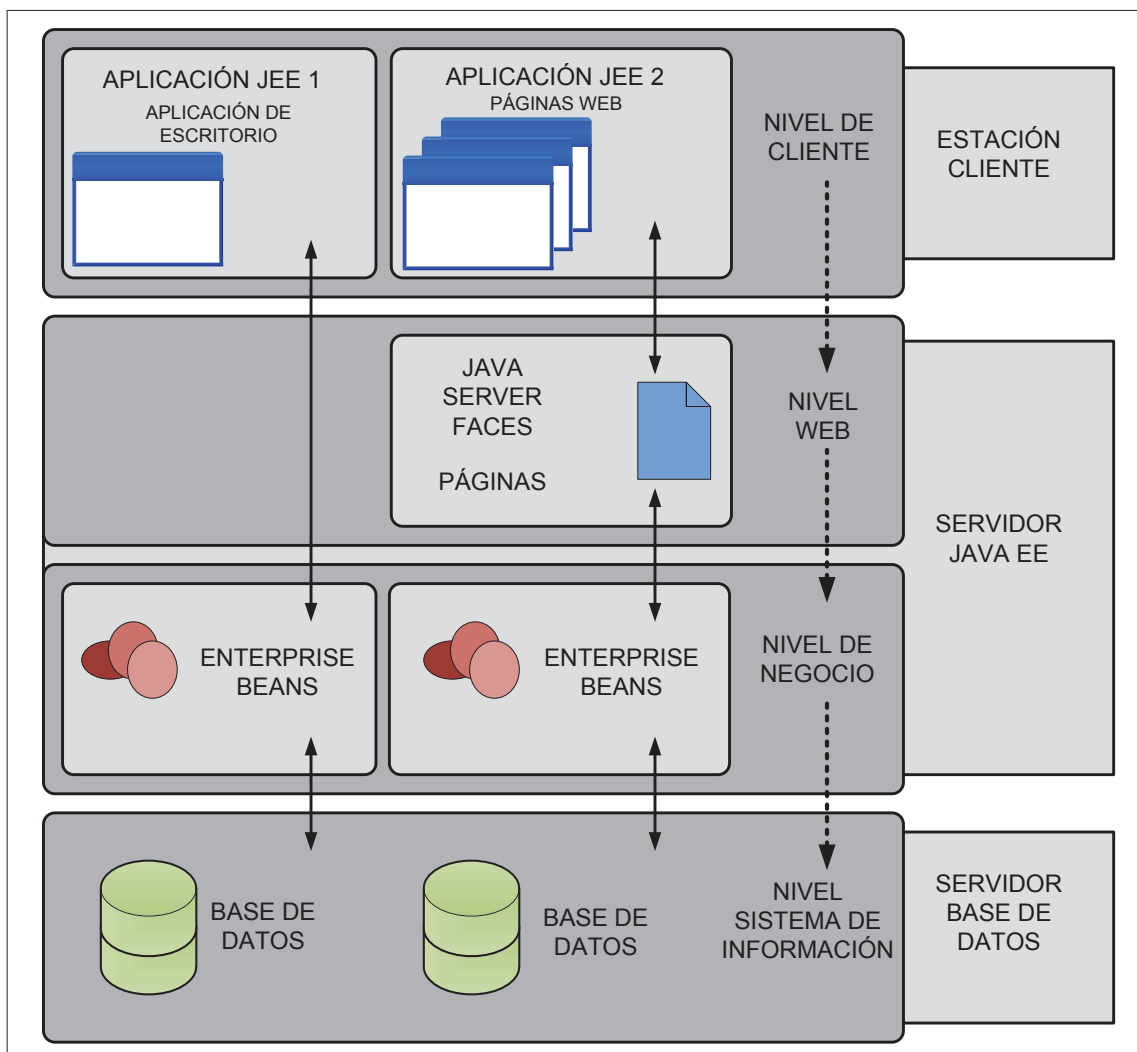 APLICACIÓN JEE 1
APLICACIÓN DE
ESCRITORIO
APLICACIÓN JEE 2
PÁGINAS WEB
NIVEL DE
CLIENTE
ESTACIÓN
CLIENTE
JAVA
SERVER
FACES
PÁGINAS
NIVEL
WEB
SERVIDOR
JAVA EE
ENTERPRISE
BEANS
ENTERPRISE
BEANS
NIVEL DE
NEGOCIO
BASE DE
DATOS
BASE DE
DATOS
NIVEL
SISTEMA DE
INFORMACIÓN
SERVIDOR
BASE DE
DATOS